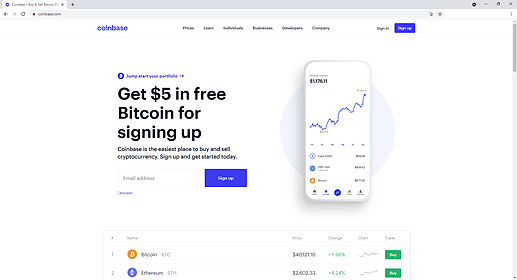 Coinbase - Buy & Sell Bitcoin, E
coinbase.com
coinbase
Prices Learn Individuals Businesses Developers Company
Sign in Sign up
Jump start your portfolio →
Get $5 in free
Bitcoin for
signing up
Coinbase is the easiest place to buy and sell
cryptocurrency. Sign up and get started today.
Email address Sign up
$1,176.11
Bitcoin
# Name Price Change Chart Trade
1 Bitcoin BTC $40,121.10 +1.66% Buy
2 Ethereum ETH $2,602.33 +4.24% Buy